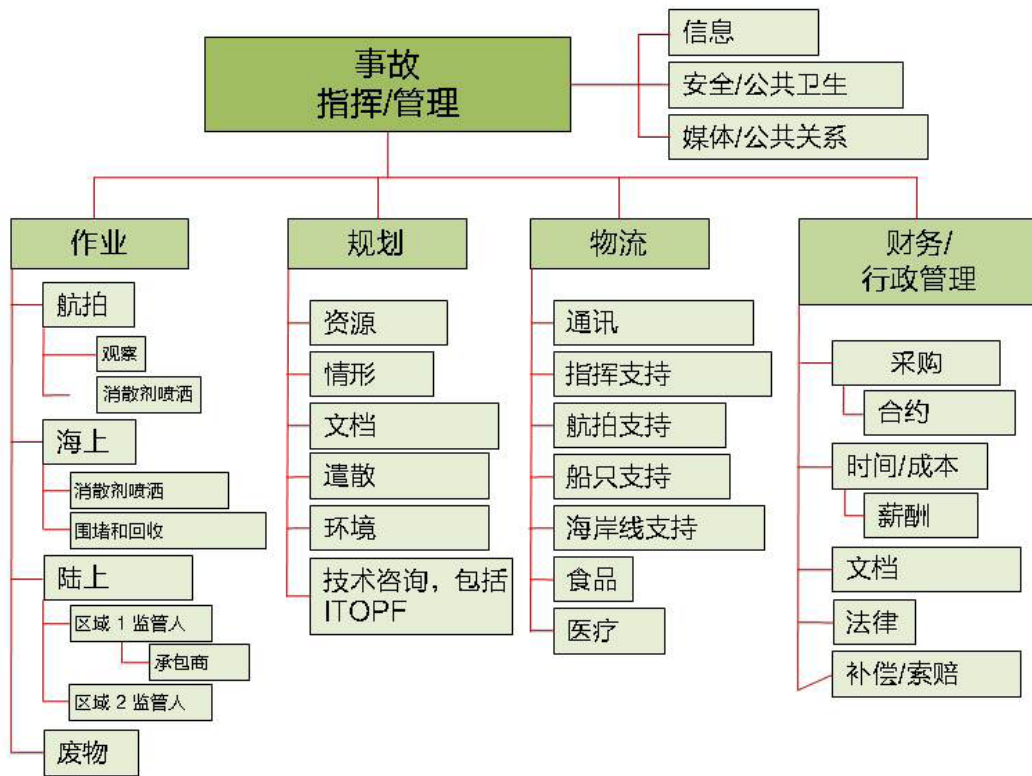 事故
指挥/管理
信息
安全/公共卫生
媒体/公共关系
作业
航拍
观察
消散剂喷洒
海上
消散剂喷洒
围堵和回收
陆上
区域 1 监管人
承包商
区域 2 监管人
废物
规划
资源
情形
文档
遣散
环境
技术咨询，包括
ITOPF
物流
通讯
指挥支持
航拍支持
船只支持
海岸线支持
食品
医疗
财务/
行政管理
采购
合约
时间/成本
薪酬
文档
法律
补偿/索赔